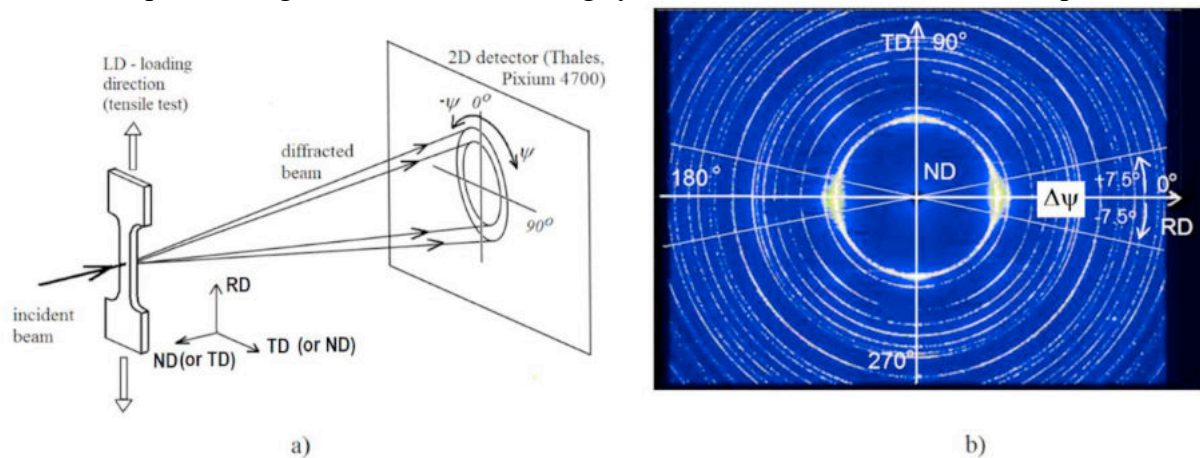 LD - loading
direction
(tensile test)
2D detector (Thales,
Pixium 4700)
-ψ
0°
ψ
diffracted
beam
90°
incident
beam
RD
ND(or TD)
TD (or ND)
a)
TD
90°
ND
180°
+7.5°
0°
Δψ
-7.5°
RD
270°
b)